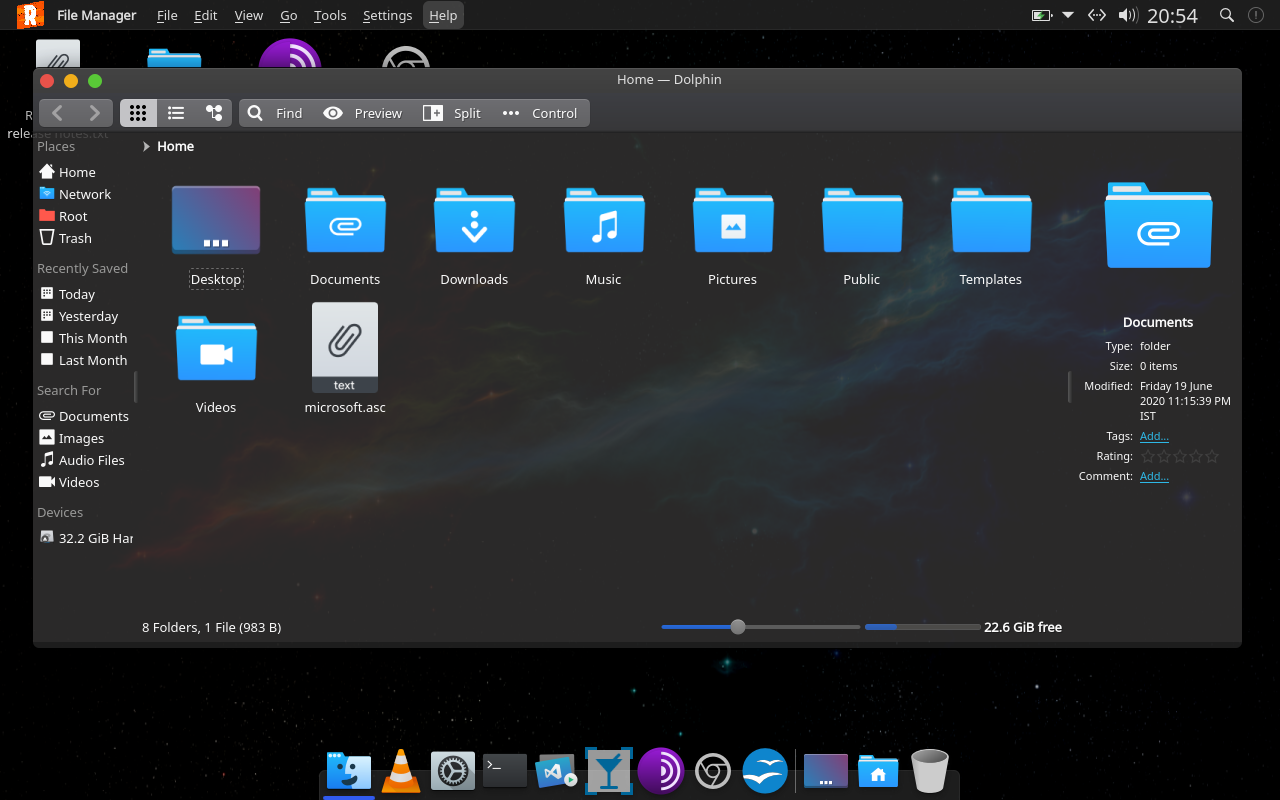 File Manager File Edit View Go Tools Settings Help 20:54
R
release notes.txt
Home — Dolphin
Find Preview Split Control
Places
Home
Network
Root
Trash
Recently Saved
Today
Yesterday
This Month
Last Month
Search For
Documents
Images
Audio Files
Videos
Devices
32.2 GiB Har
Home
Desktop Documents Downloads Music Pictures Public Templates
text
Videos microsoft.asc
Documents
Type: folder
Size: 0 items
Modified: Friday 19 June
2020 11:15:39 PM
IST
Tags: Add...
Rating:
Comment: Add...
8 Folders, 1 File (983 B) 22.6 GiB free